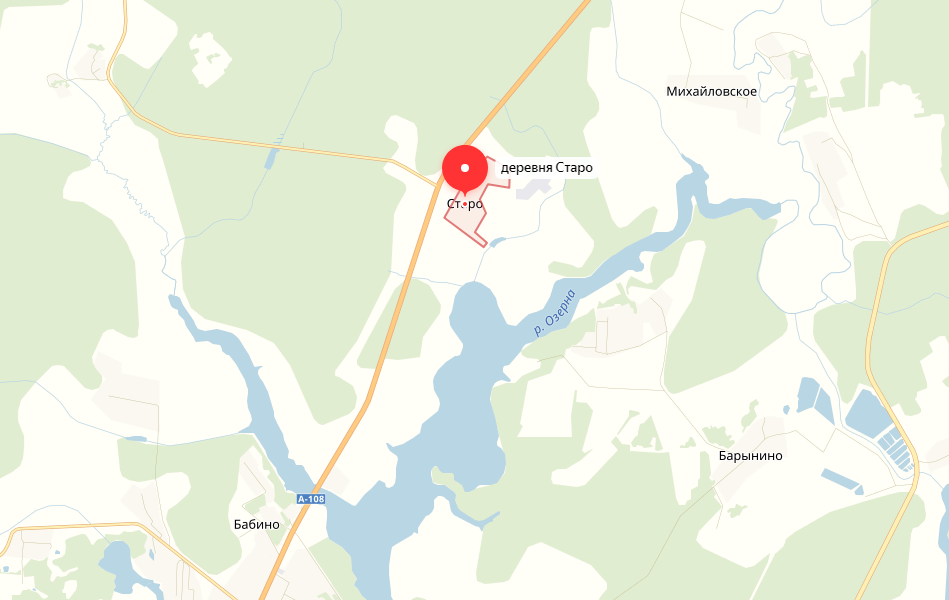 Михайловское
деревня Старо
Старо
р. Озерна
Барынино
А-108
Бабино